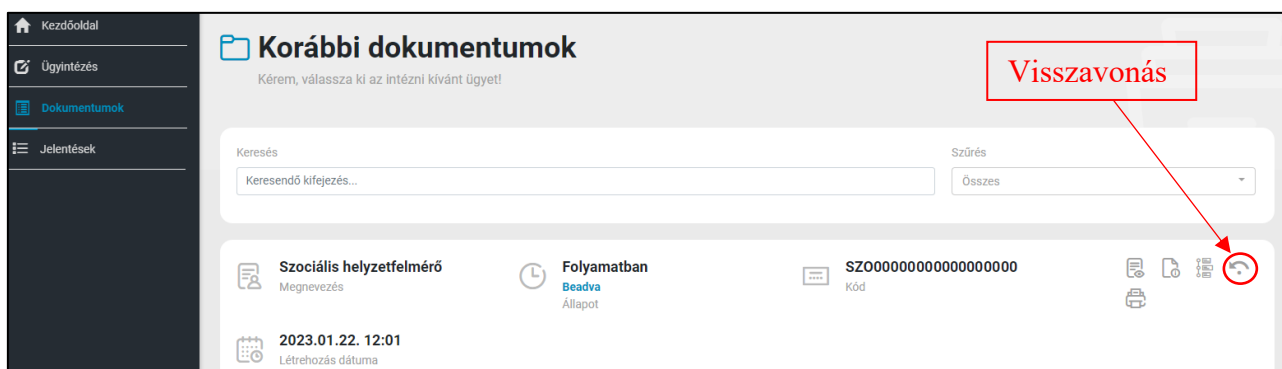 Kezdőoldal
Ügyintézés
Dokumentumok
Jelentések
Korábbi dokumentumok
Kérem, válassza ki az intézni kívánt ügyet!
Visszavonás
Keresés
Keresendő kifejezés...
Szűrés
Összes
Szociális helyzetfelmérő
Megnevezés
Folyamatban
Beadva
Állapot
SZO00000000000000000
Kód
2023.01.22. 12:01
Létrehozás dátuma